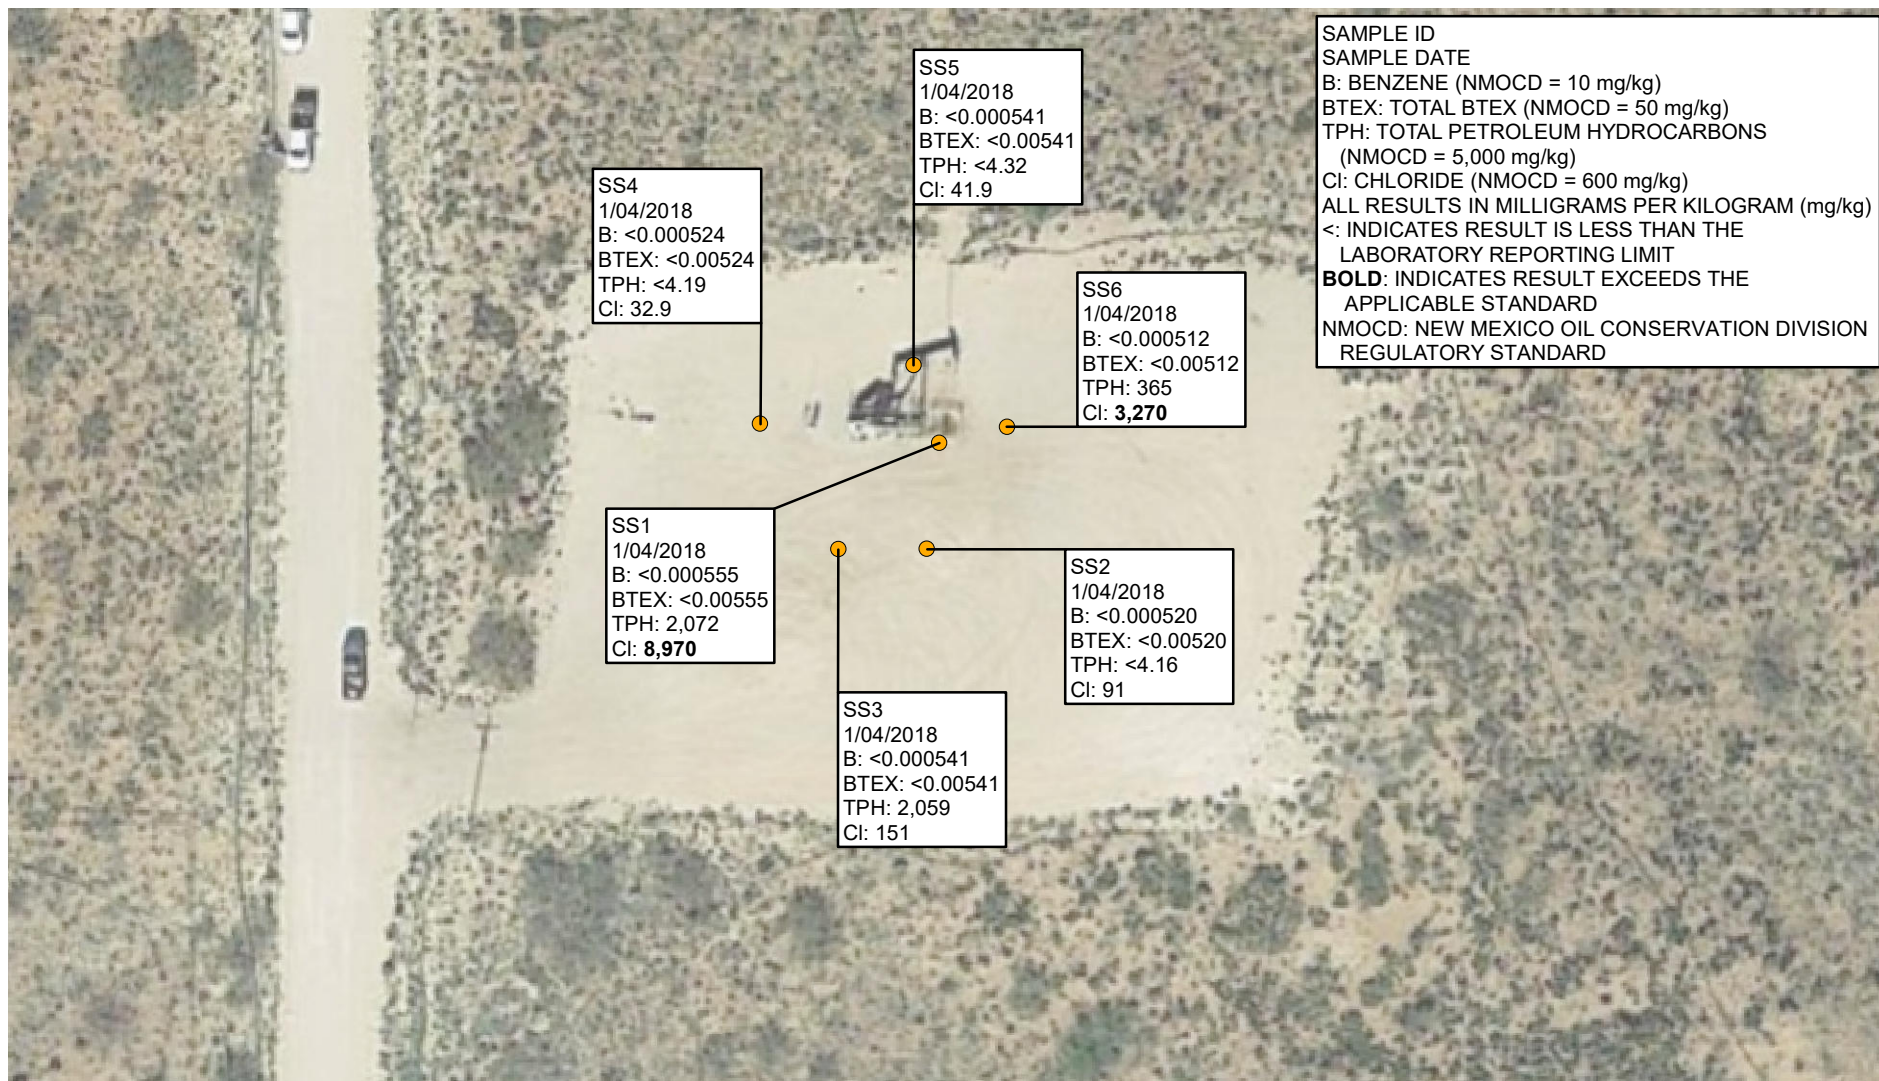 SS5
1/04/2018
B: <0.000541
BTEX: <0.00541
TPH: <4.32
Cl: 41.9
SAMPLE ID
SAMPLE DATE
B: BENZENE (NMOCD = 10 mg/kg)
BTEX: TOTAL BTEX (NMOCD = 50 mg/kg)
TPH: TOTAL PETROLEUM HYDROCARBONS
(NMOCD = 5,000 mg/kg)
Cl: CHLORIDE (NMOCD = 600 mg/kg)
ALL RESULTS IN MILLIGRAMS PER KILOGRAM (mg/kg)
<: INDICATES RESULT IS LESS THAN THE
LABORATORY REPORTING LIMIT
BOLD: INDICATES RESULT EXCEEDS THE
APPLICABLE STANDARD
NMOCD: NEW MEXICO OIL CONSERVATION DIVISION
REGULATORY STANDARD
SS4
1/04/2018
B: <0.000524
BTEX: <0.00524
TPH: <4.19
Cl: 32.9
SS6
1/04/2018
B: <0.000512
BTEX: <0.00512
TPH: 365
Cl: 3,270
SS1
1/04/2018
B: <0.000555
BTEX: <0.00555
TPH: 2,072
Cl: 8,970
SS2
1/04/2018
B: <0.000520
BTEX: <0.00520
TPH: <4.16
Cl: 91
SS3
1/04/2018
B: <0.000541
BTEX: <0.00541
TPH: 2,059
Cl: 151